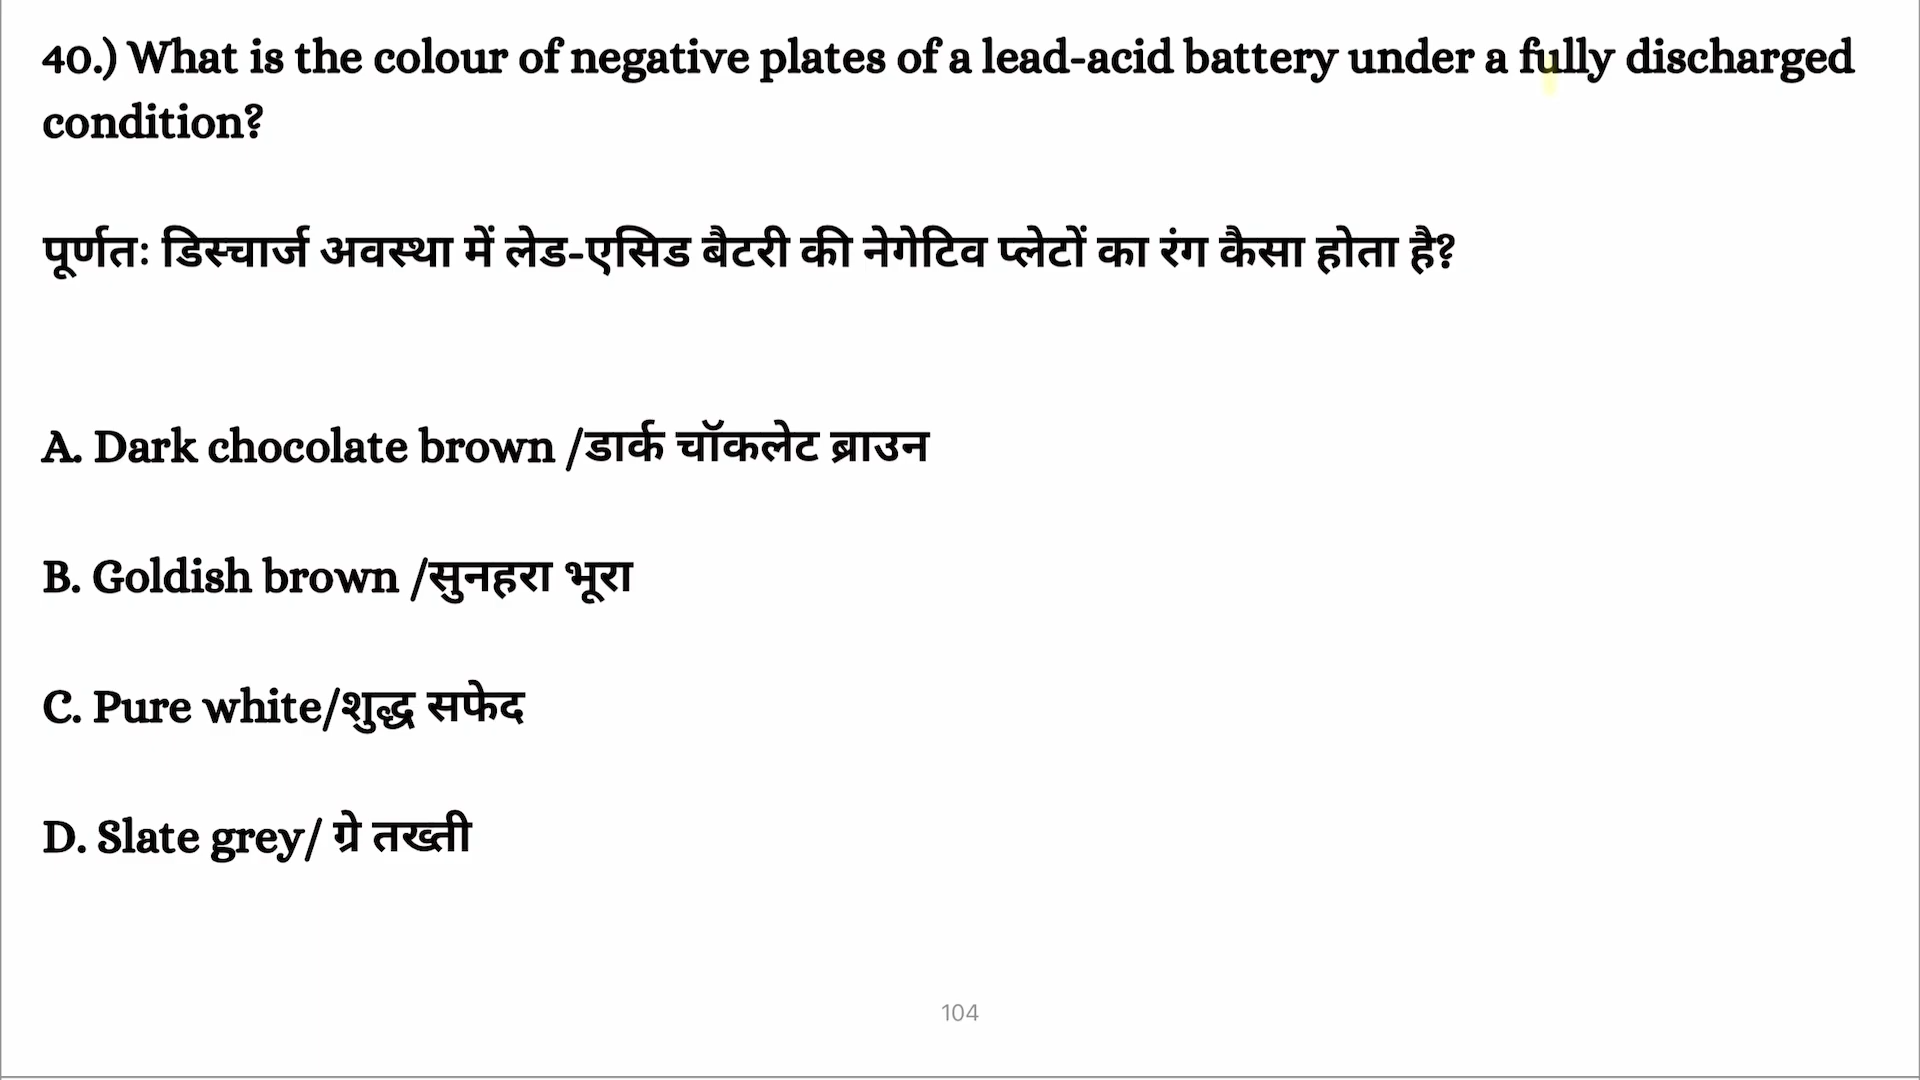 40.) What is the colour of negative plates of a lead-acid battery under a fully discharged
condition?
पूर्णतः डिस्चार्ज अवस्था में लेड-एसिड बैटरी की नेगेटिव प्लेटों का रंग कैसा होता है?
A. Dark chocolate brown /डार्क चॉकलेट ब्राउन
B. Goldish brown /सुनहरा भूरा
C. Pure white/शुद्ध सफेद
D. Slate grey/ ग्रे तख्ती
104